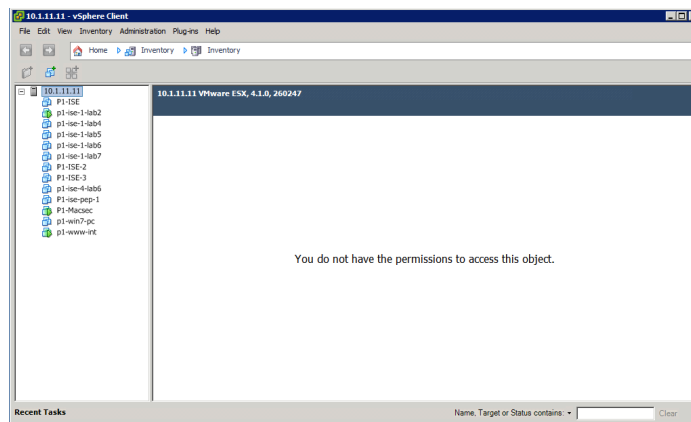 10.1.11.11 - vSphere Client
File Edit View Inventory Administration Plug-ins Help
Home Inventory Inventory
10.1.11.11
P1-ISE
p1-ise-1-lab2
p1-ise-1-lab4
p1-ise-1-lab5
p1-ise-1-lab6
p1-ise-1-lab7
P1-ISE-2
P1-ISE-3
p1-ise-4-lab6
P1-ise-pep-1
P1-Macsec
p1-win7-pc
p1-www-int
10.1.11.11 VMware ESX, 4.1.0, 260247
You do not have the permissions to access this object.
Recent Tasks
Name, Target or Status contains:
Clear